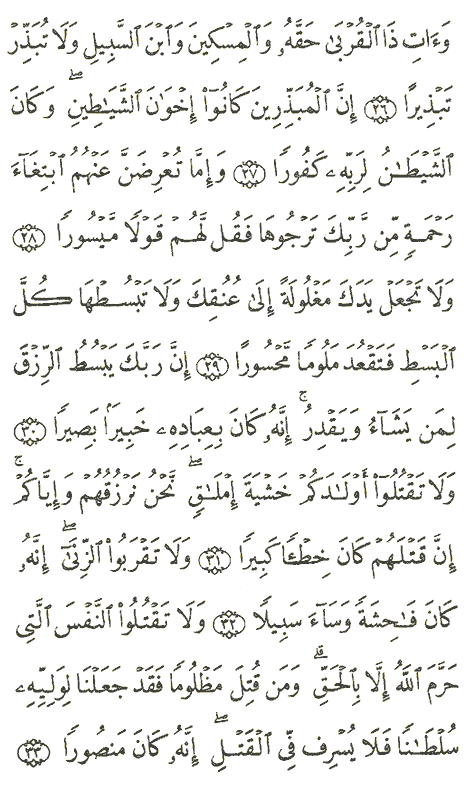 وَءَاتِ ذَا ٱلۡقُرۡبَىٰ حَقَّهُۥ وَٱلۡمِسۡكِينَ وَٱبۡنَ ٱلسَّبِيلِ وَلَا تُبَذِّرۡ
تَبۡذِيرًا ٢٦ إِنَّ ٱلۡمُبَذِّرِينَ كَانُوٓاْ إِخۡوَٰنَ ٱلشَّيَٰطِينِۖ وَكَانَ
ٱلشَّيۡطَٰنُ لِرَبِّهِۦ كَفُورٗا ٢٧ وَإِمَّا تُعۡرِضَنَّ عَنۡهُمُ ٱبۡتِغَآءَ
رَحۡمَةٖ مِّن رَّبِّكَ تَرۡجُوهَا فَقُل لَّهُمۡ قَوۡلٗا مَّيۡسُورٗا ٢٨
وَلَا تَجۡعَلۡ يَدَكَ مَغۡلُولَةً إِلَىٰ عُنُقِكَ وَلَا تَبۡسُطۡهَا كُلَّ
ٱلۡبَسۡطِ فَتَقۡعُدَ مَلُومٗا مَّحۡسُورًا ٢٩ إِنَّ رَبَّكَ يَبۡسُطُ ٱلرِّزۡقَ
لِمَن يَشَآءُ وَيَقۡدِرُۚ إِنَّهُۥ كَانَ بِعِبَادِهِۦ خَبِيرَۢا بَصِيرٗا ٣٠
وَلَا تَقۡتُلُوٓاْ أَوۡلَٰدَكُمۡ خَشۡيَةَ إِمۡلَٰقٖۖ نَّحۡنُ نَرۡزُقُهُمۡ وَإِيَّاكُمۡۚ
إِنَّ قَتۡلَهُمۡ كَانَ خِطۡـٔٗا كَبِيرٗا ٣١ وَلَا تَقۡرَبُواْ ٱلزِّنَىٰٓۖ إِنَّهُۥ
كَانَ فَٰحِشَةٗ وَسَآءَ سَبِيلٗا ٣٢ وَلَا تَقۡتُلُواْ ٱلنَّفۡسَ ٱلَّتِي
حَرَّمَ ٱللَّهُ إِلَّا بِٱلۡحَقِّۗ وَمَن قُتِلَ مَظۡلُومٗا فَقَدۡ جَعَلۡنَا لِوَلِيِّهِۦ
سُلۡطَٰنٗا فَلَا يُسۡرِف فِّي ٱلۡقَتۡلِۖ إِنَّهُۥ كَانَ مَنصُورٗا ٣٣